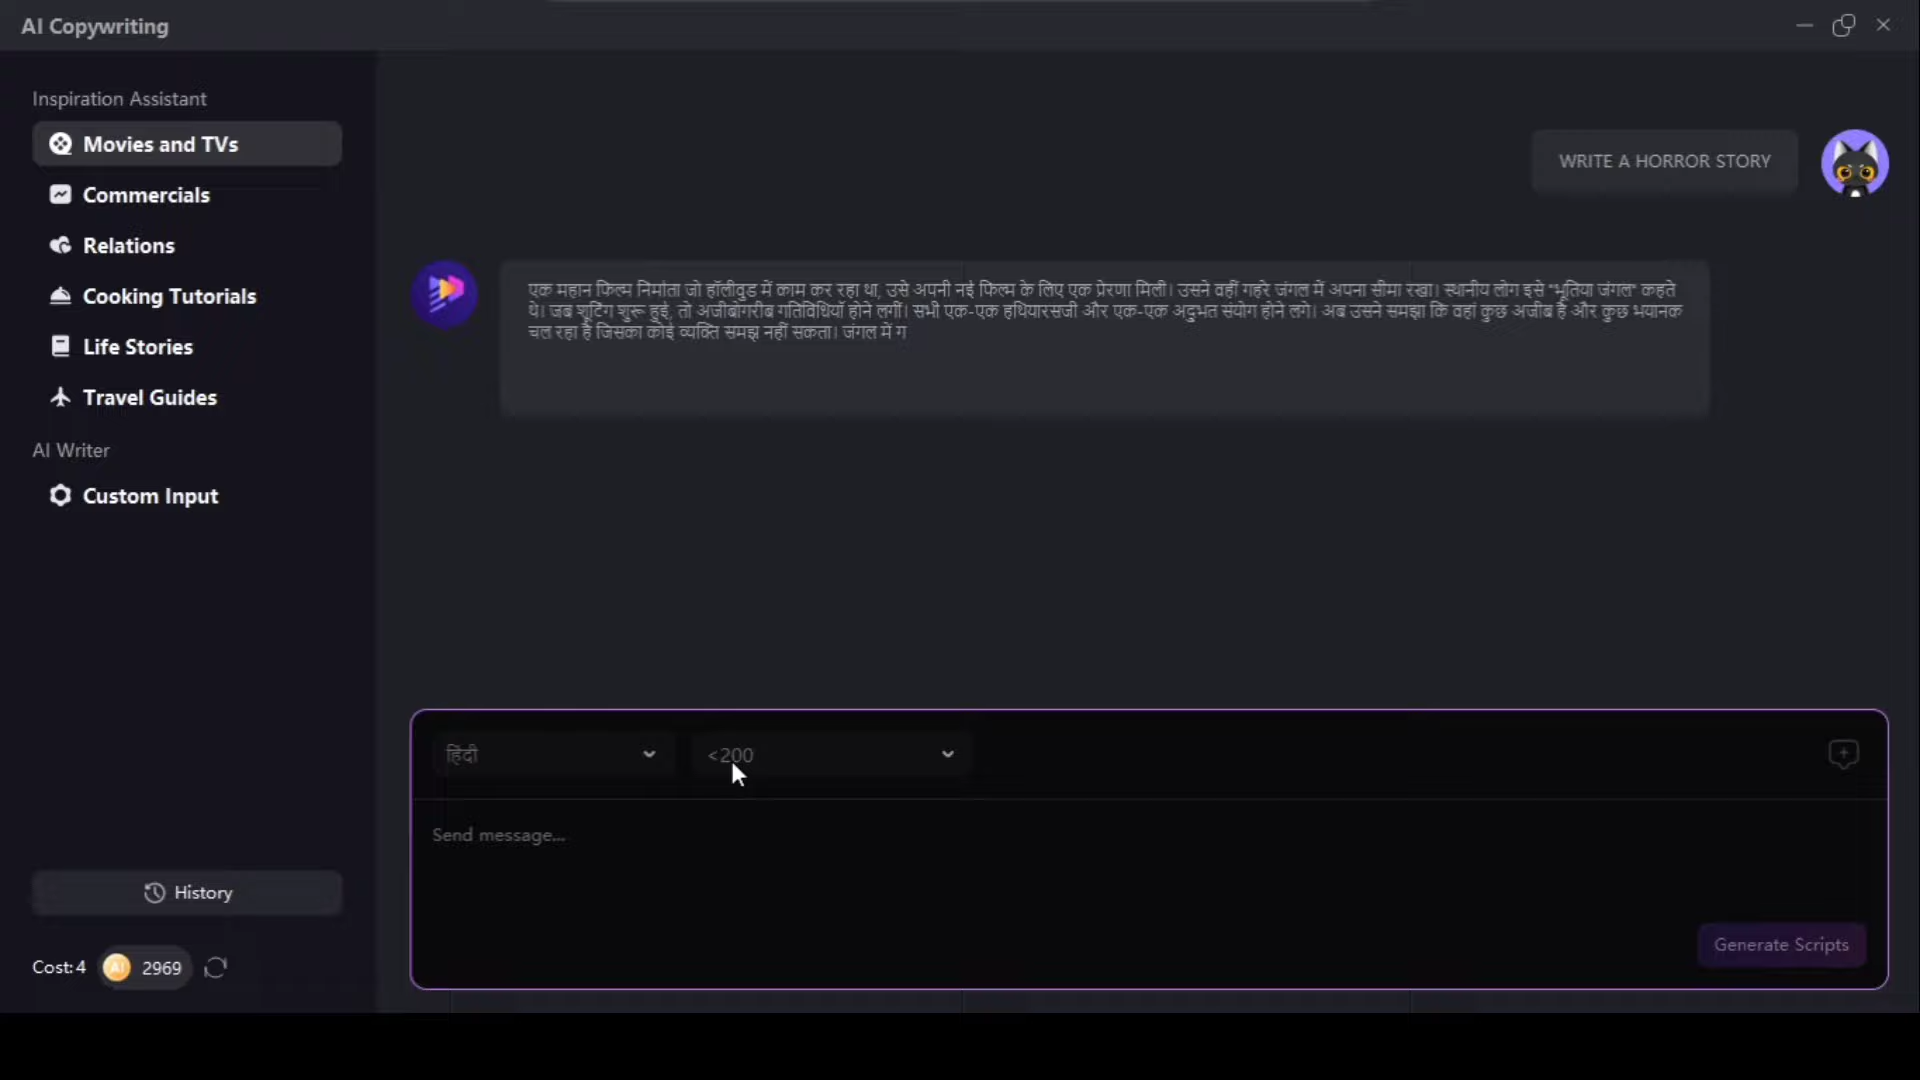 AI Copywriting
Inspiration Assistant
Movies and TVs
Commercials
Relations
Cooking Tutorials
Life Stories
Travel Guides
AI Writer
Custom Input
History
Cost:4 AI 2969
WRITE A HORROR STORY
एक महान फिल्म निर्माता जो हॉलीवुड में काम कर रहा था, उसे अपनी नई फिल्म के लिए एक प्रेरणा मिली। उसने वहीं गहरे जंगल में अपना सीमा रखा। स्थानीय लोग इसे "भूतिया जंगल" कहते
थे। जब शूटिंग शुरू हुई, तो अजीबोगरीब गतिविधियाँ होने लगीं। सभी एक-एक हथियारसजी और एक-एक अद्भुत संयोग होने लगे। अब उसने समझा कि वहां कुछ अजीब है और कुछ भयानक
चल रहा है जिसका कोई व्यक्ति समझ नहीं सकता। जंगल में ग
हिंदी
<200
Send message...
Generate Scripts